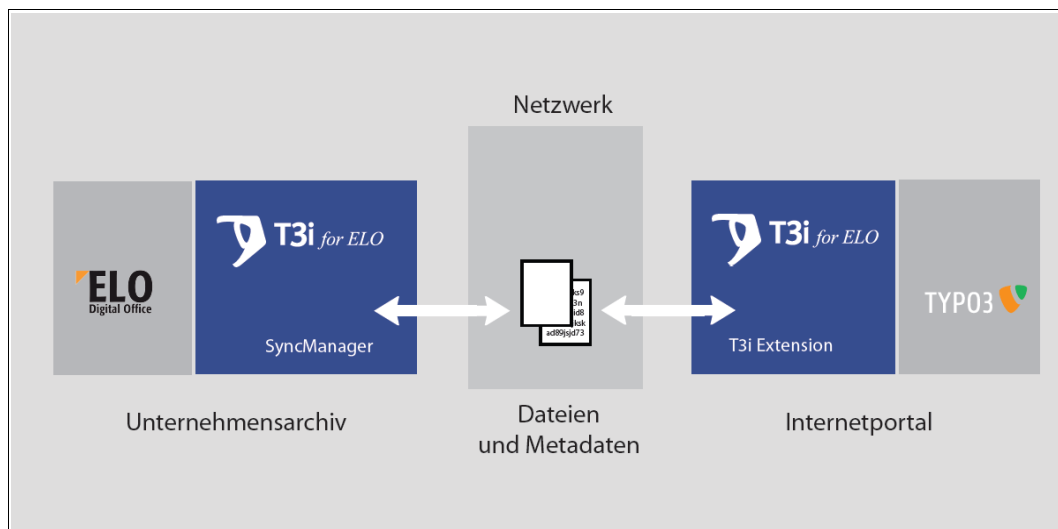 Netzwerk
ELO
Digital Office
T3i for ELO
SyncManager
ad89jsjd73
T3i for ELO
T3i Extension
TYPO3
Unternehmensarchiv
Dateien
und Metadaten
Internetportal